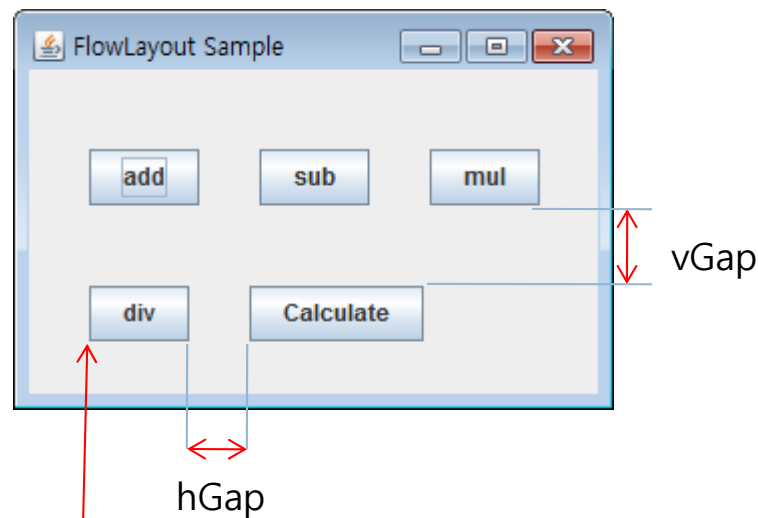 FlowLayout Sample
add sub mul
vGap
div Calculate
hGap